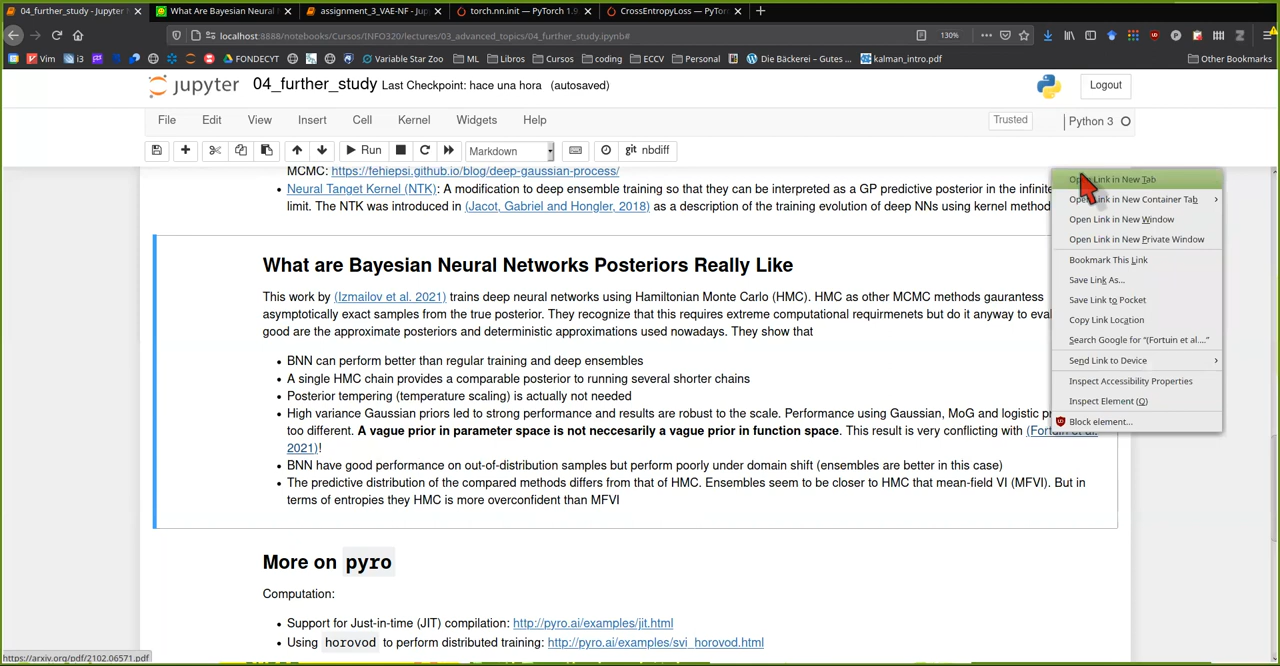 04_further_study - Jupyter
What Are Bayesian Neural
assignment_3_VAE-NF - Jup
torch.nn.init — PyTorch 1.9
CrossEntropyLoss — PyTor
localhost:8888/notebooks/Cursos/INFO320/lectures/03_advanced_topics/04_further_study.ipynb#
130%
Vim
i3
FONDECYT
Variable Star Zoo
ML
Libros
Cursos
coding
ECCV
Personal
Die Bäckerei – Gutes ...
kalman_intro.pdf
Other Bookmarks
jupyter 04_further_study Last Checkpoint: hace una hora (autosaved)
Logout
File Edit View Insert Cell Kernel Widgets Help
Trusted
Python 3
Run
Markdown
git nbdiff
MCMC: https://fehiepsi.github.io/blog/deep-gaussian-process/
Neural Tanget Kernel (NTK): A modification to deep ensemble training so that they can be interpreted as a GP predictive posterior in the infinite
limit. The NTK was introduced in (Jacot, Gabriel and Hongler, 2018) as a description of the training evolution of deep NNs using kernel method
What are Bayesian Neural Networks Posteriors Really Like
This work by (Izmailov et al. 2021) trains deep neural networks using Hamiltonian Monte Carlo (HMC). HMC as other MCMC methods gaurantess
asymptotically exact samples from the true posterior. They recognize that this requires extreme computational requirmenets but do it anyway to eval
good are the approximate posteriors and deterministic approximations used nowadays. They show that
BNN can perform better than regular training and deep ensembles
A single HMC chain provides a comparable posterior to running several shorter chains
Posterior tempering (temperature scaling) is actually not needed
High variance Gaussian priors led to strong performance and results are robust to the scale. Performance using Gaussian, MoG and logistic pr
too different. A vague prior in parameter space is not neccesarily a vague prior in function space. This result is very conflicting with (Fortuin et al.
2021)!
BNN have good performance on out-of-distribution samples but perform poorly under domain shift (ensembles are better in this case)
The predictive distribution of the compared methods differs from that of HMC. Ensembles seem to be closer to HMC that mean-field VI (MFVI). But in
terms of entropies they HMC is more overconfident than MFVI
More on pyro
Computation:
Support for Just-in-time (JIT) compilation: http://pyro.ai/examples/jit.html
Using horovod to perform distributed training: http://pyro.ai/examples/svi_horovod.html
Open Link in New Tab
Open Link in New Container Tab
Open Link in New Window
Open Link in New Private Window
Bookmark This Link
Save Link As...
Save Link to Pocket
Copy Link Location
Search Google for “(Fortuin et al....”
Send Link to Device
Inspect Accessibility Properties
Inspect Element (Q)
Block element...
https://arxiv.org/pdf/2102.06571.pdf